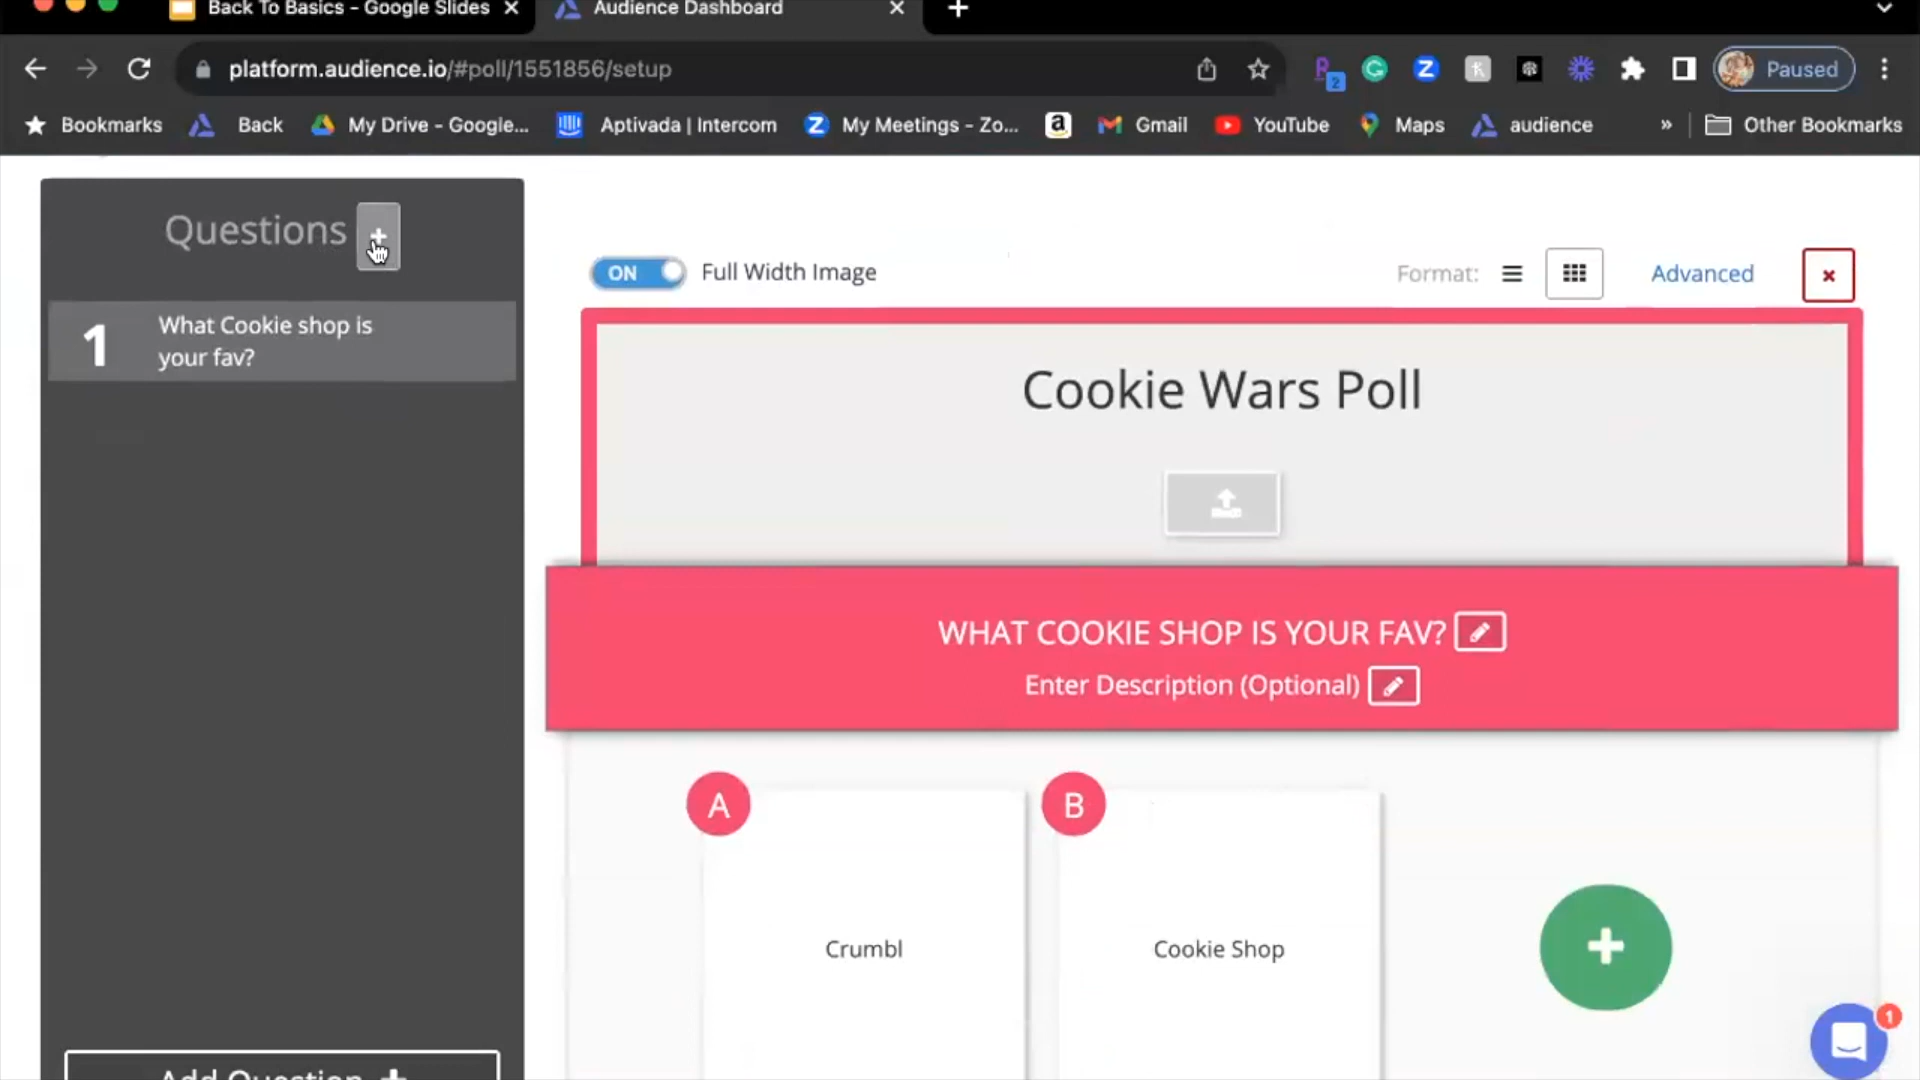 Back To Basics - Google Slides
Audience Dashboard
platform.audience.io/#poll/1551856/setup
2
Paused
Bookmarks
Back
My Drive - Google...
Aptivada | Intercom
My Meetings - Zo...
Gmail
YouTube
Maps
audience
»
Other Bookmarks
Questions
1
What Cookie shop is
your fav?
Add Question
ON
Full Width Image
Format:
Advanced
Cookie Wars Poll
WHAT COOKIE SHOP IS YOUR FAV?
Enter Description (Optional)
A
B
Crumbl
Cookie Shop
1